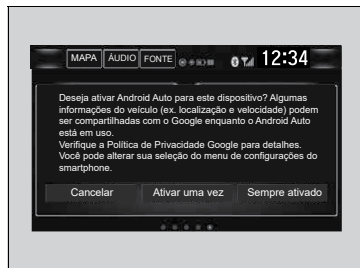 MAPA ÁUDIO FONTE 12:34
Deseja ativar Android Auto para este dispositivo? Algumas
informações do veículo (ex. localização e velocidade) podem
ser compartilhadas com o Google enquanto o Android Auto
está em uso.
Verifique a Política de Privacidade Google para detalhes.
Você pode alterar sua seleção do menu de configurações do
smartphone.
Cancelar Ativar uma vez Sempre ativado